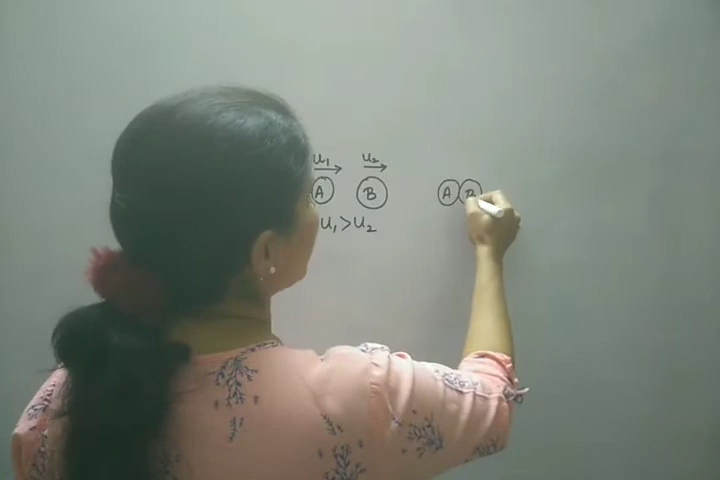 u₁ u₂
A B A B
u₁ > u₂